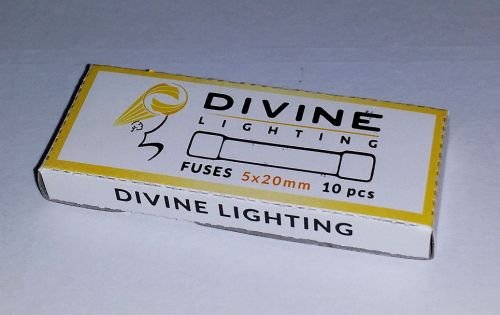 DIVINE
LIGHTING
FUSES 5x20mm 10 pcs
DIVINE LIGHTING